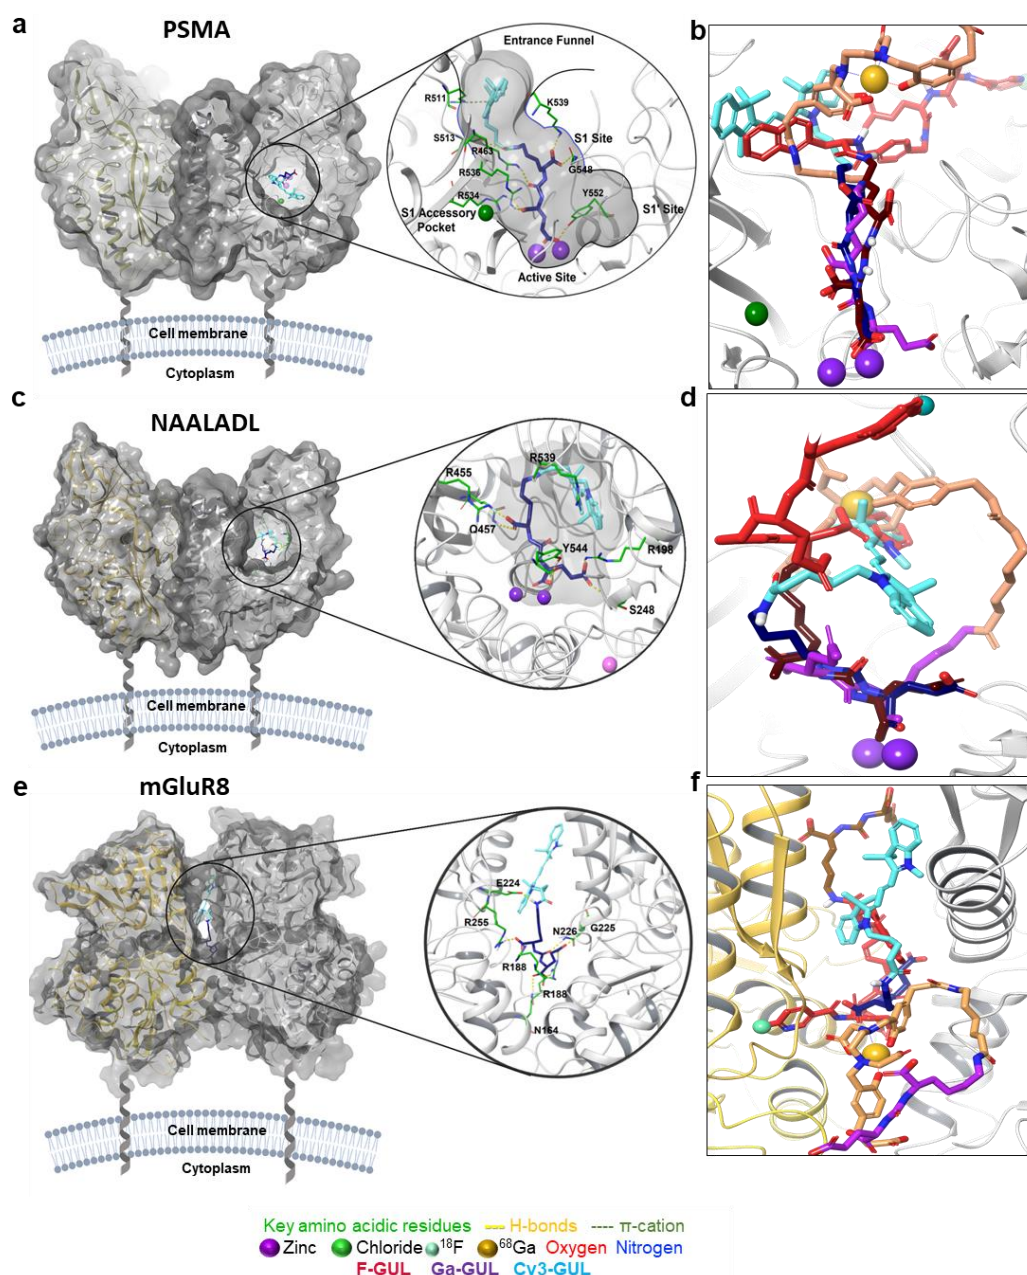 a
PSMA
Entrance Funnel
R511
K539
S513
S1 Site
R463
R536
G548
R534
Y552
S1 Accessory
Pocket
S1' Site
Active Site
Cell membrane
Cytoplasm
b
c
NAALADL
R539
R455
Q457
Y544
R198
S248
Cell membrane
Cytoplasm
d
e
mGluR8
E224
R255
N226
G225
R188
R188
N164
Cell membrane
Cytoplasm
f
Key amino acidic residues --- H-bonds ---- π-cation
Zinc Chloride 18F 68Ga Oxygen Nitrogen
F-GUL Ga-GUL Cy3-GUL